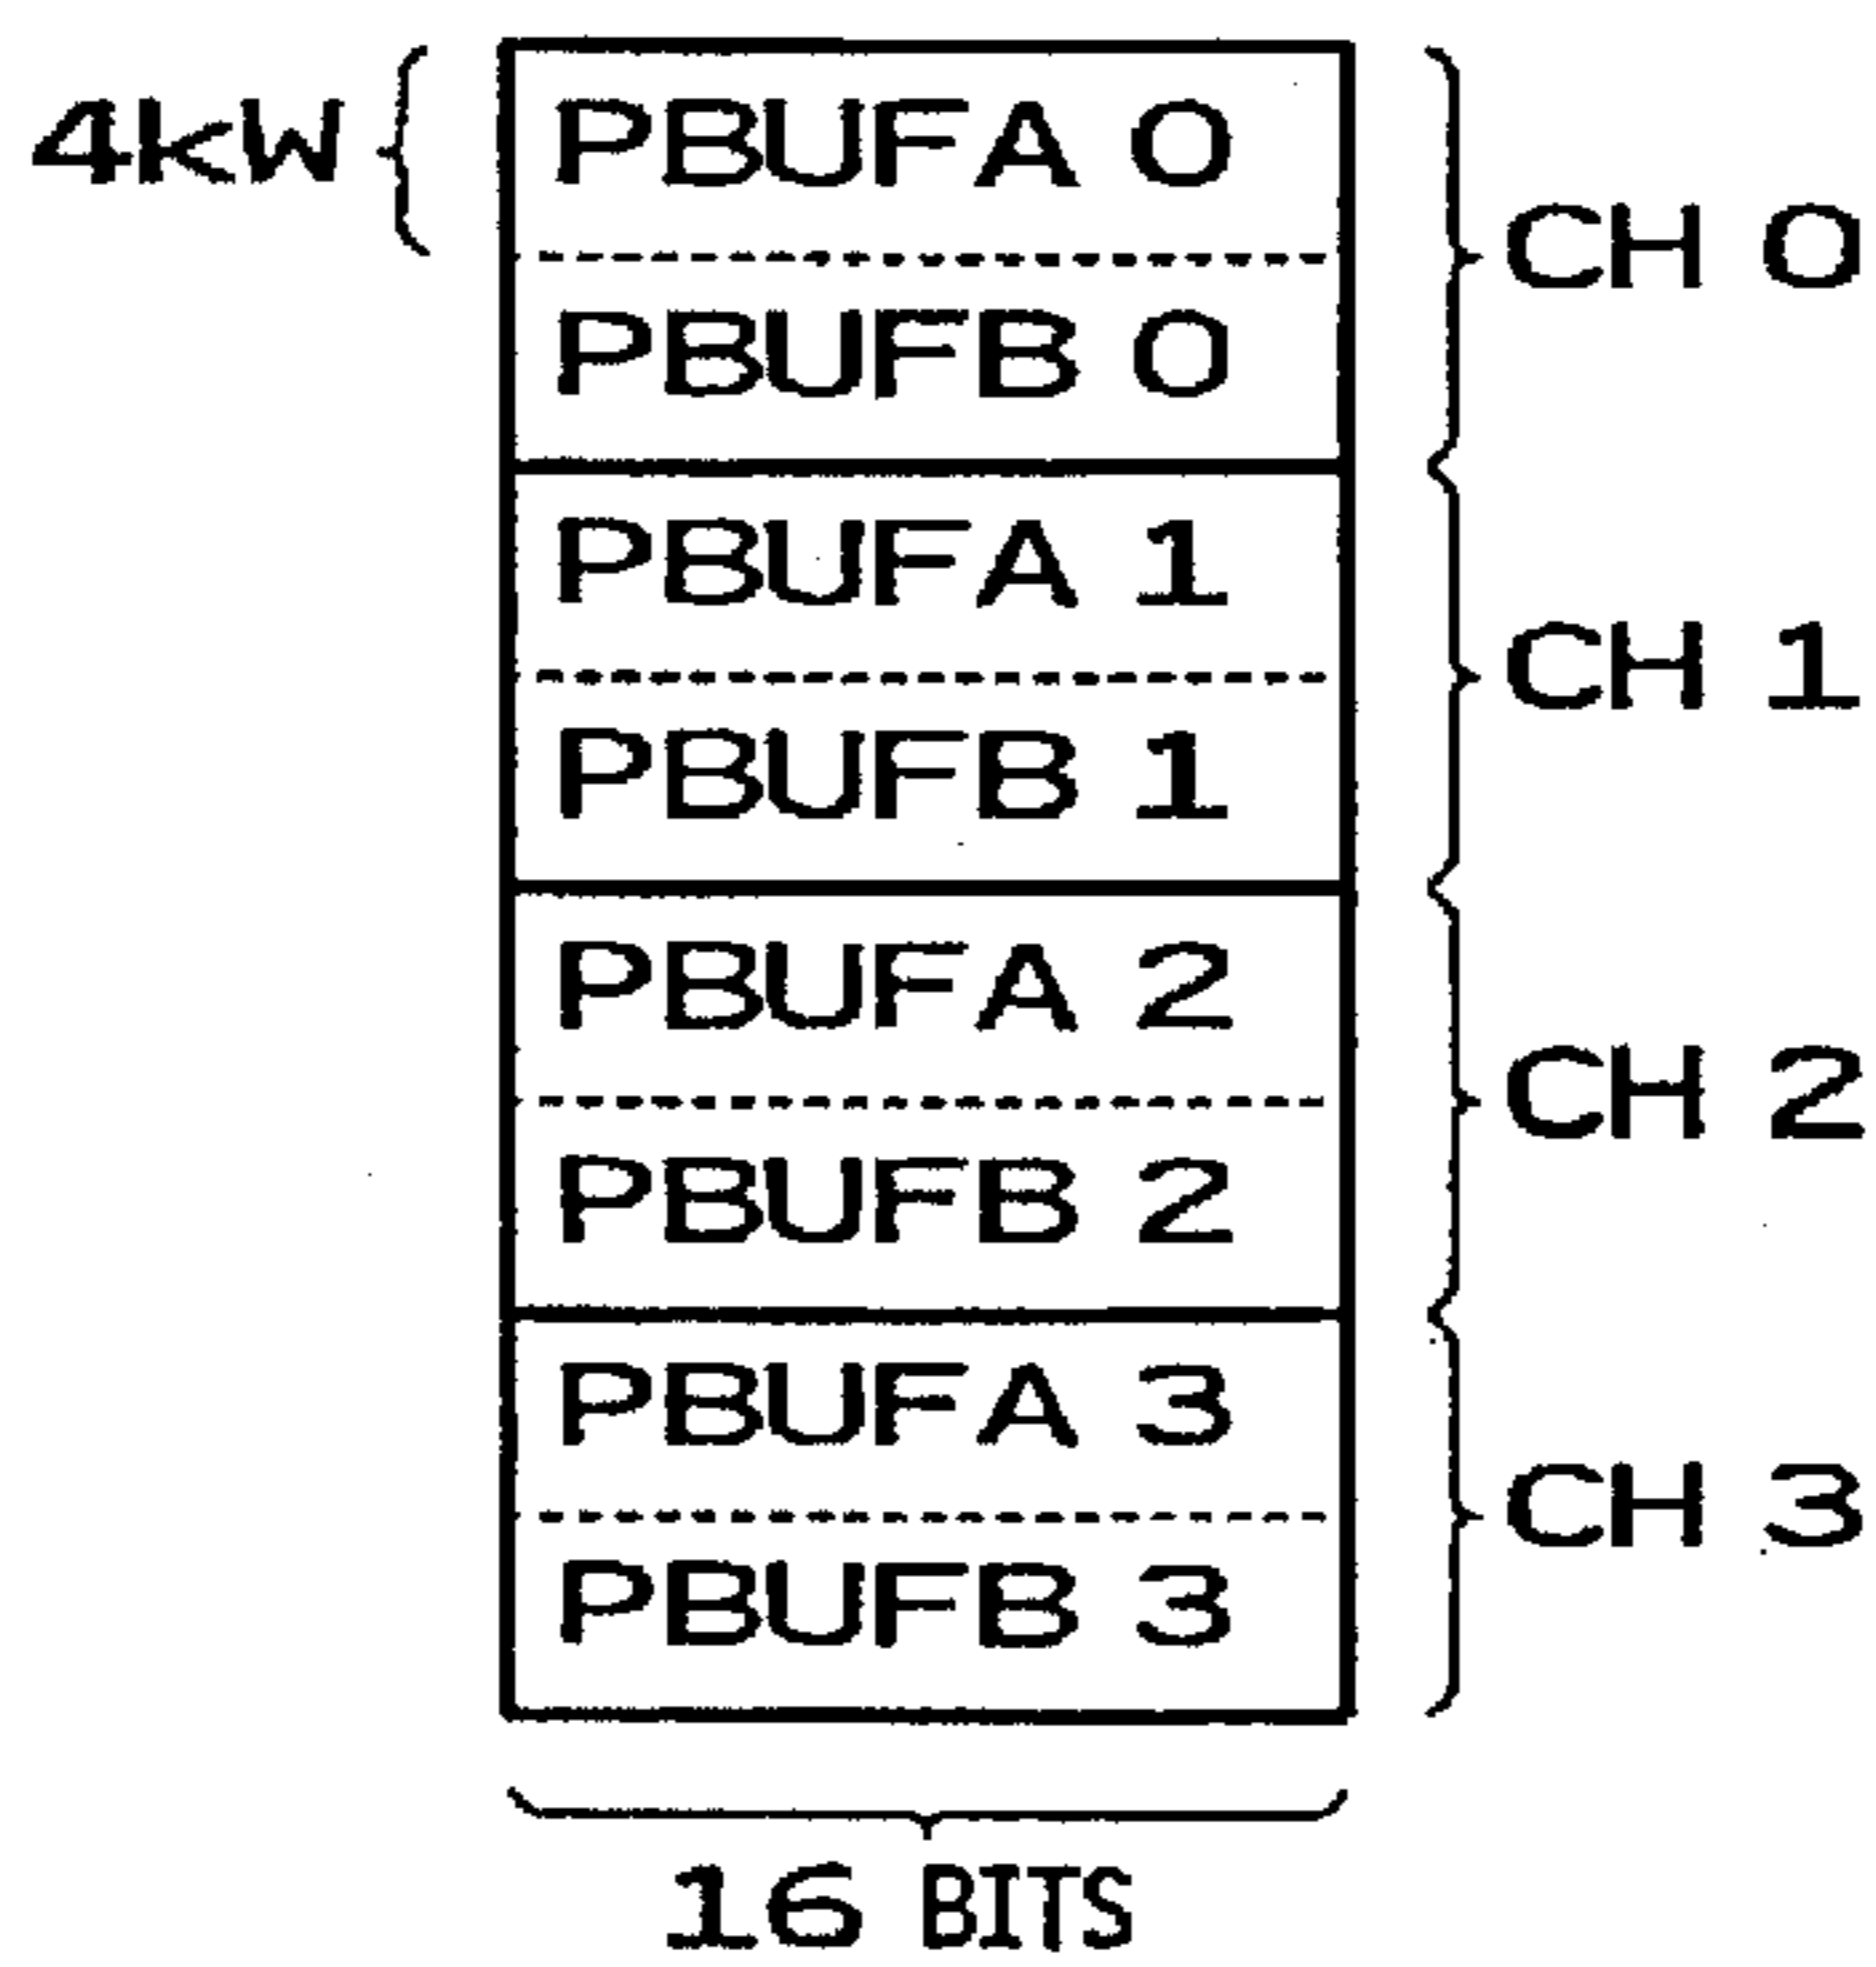 4kW
PBUFA 0
CH 0
PBUFB 0
PBUFA 1
CH 1
PBUFB 1
PBUFA 2
CH 2
PBUFB 2
PBUFA 3
CH 3
PBUFB 3
16 BITS